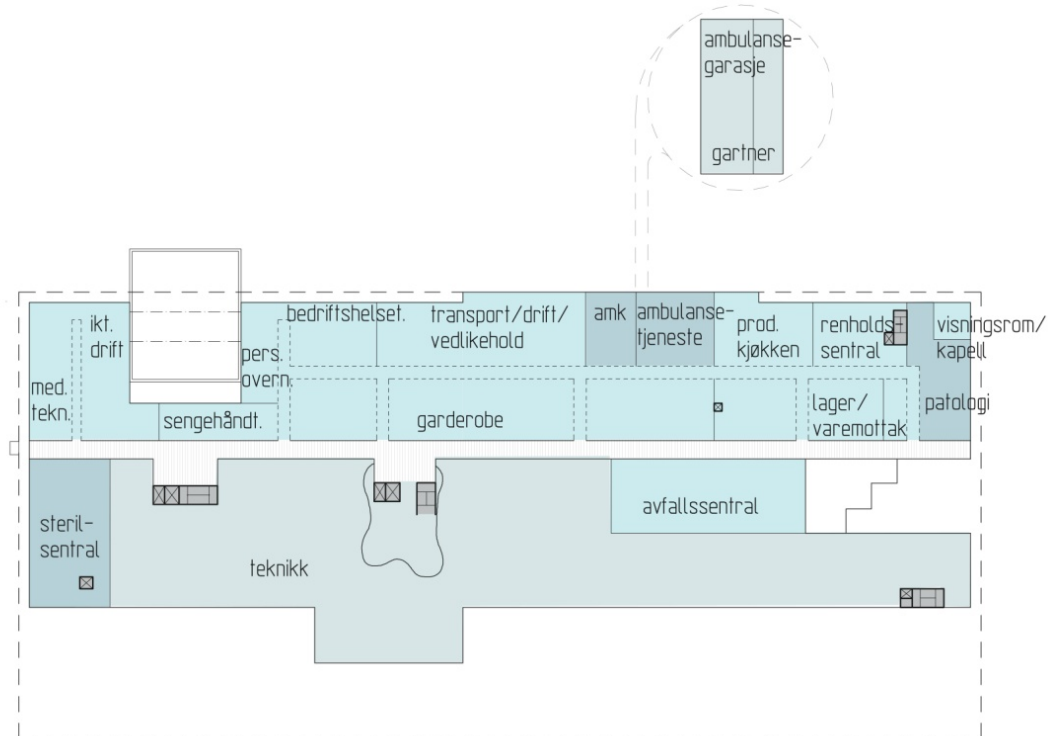 ambulanse-
garasje
gartner
ikt.
drift
med.
tekn.
pers.
overn.
sengehåndt.
bedriftshelset.
transport/drift/
vedlikehold
garderobe
amk
ambulanse-
tjeneste
prod.
kjøkken
renholds-
sentral
visningsrom/
kapell
lager/
varemottak
patologi
steril-
sentral
teknikk
avfallssentral